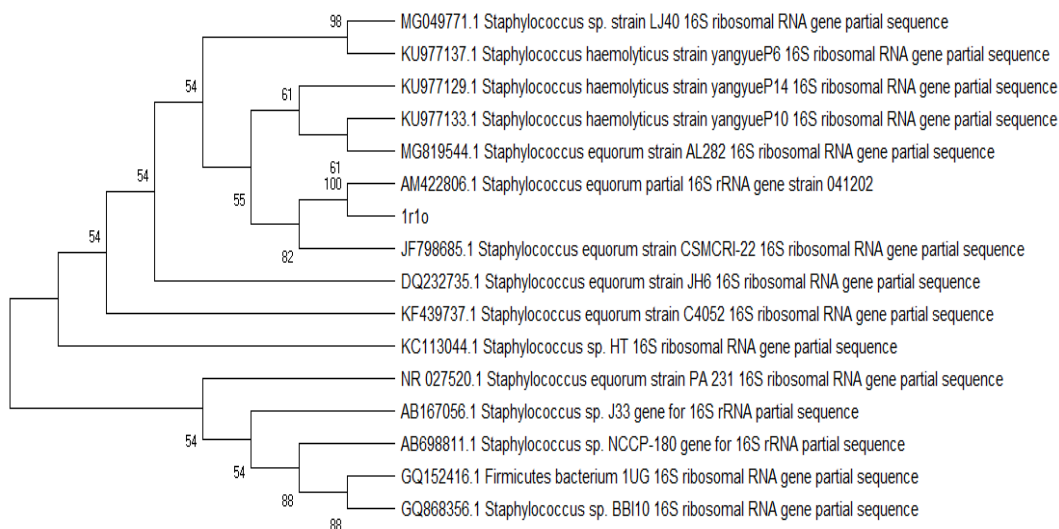 98
MG049771.1 Staphylococcus sp. strain LJ40 16S ribosomal RNA gene partial sequence
KU977137.1 Staphylococcus haemolyticus strain yangyueP6 16S ribosomal RNA gene partial sequence
54
61
KU977129.1 Staphylococcus haemolyticus strain yangyueP14 16S ribosomal RNA gene partial sequence
KU977133.1 Staphylococcus haemolyticus strain yangyueP10 16S ribosomal RNA gene partial sequence
MG819544.1 Staphylococcus equorum strain AL282 16S ribosomal RNA gene partial sequence
61
54
100
AM422806.1 Staphylococcus equorum partial 16S rRNA gene strain 041202
55
1r1o
54
82
JF798685.1 Staphylococcus equorum strain CSMCRI-22 16S ribosomal RNA gene partial sequence
DQ232735.1 Staphylococcus equorum strain JH6 16S ribosomal RNA gene partial sequence
KF439737.1 Staphylococcus equorum strain C4052 16S ribosomal RNA gene partial sequence
KC113044.1 Staphylococcus sp. HT 16S ribosomal RNA gene partial sequence
NR 027520.1 Staphylococcus equorum strain PA 231 16S ribosomal RNA gene partial sequence
AB167056.1 Staphylococcus sp. J33 gene for 16S rRNA partial sequence
54
AB698811.1 Staphylococcus sp. NCCP-180 gene for 16S rRNA partial sequence
54
GQ152416.1 Firmicutes bacterium 1UG 16S ribosomal RNA gene partial sequence
88
GQ868356.1 Staphylococcus sp. BBI10 16S ribosomal RNA gene partial sequence
88